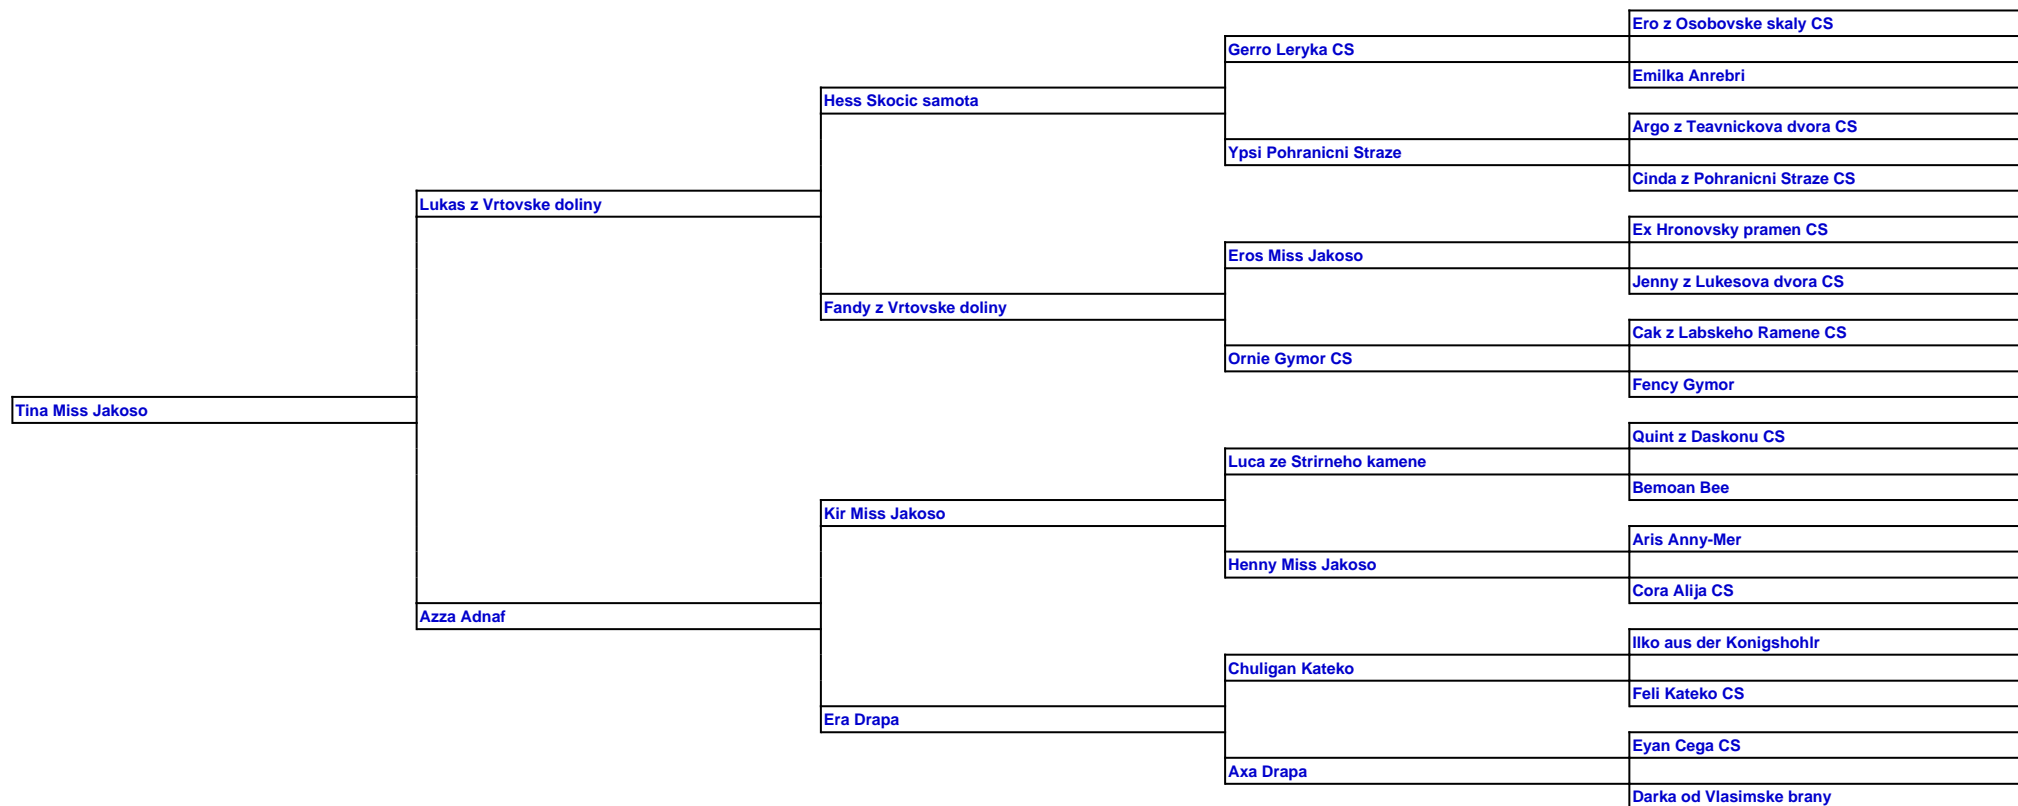 Ero z Osobovske skaly CS
Gerro Leryka CS
Emilka Anrebri
Hess Skocic samota
Argo z Teavnickova dvora CS
Ypsi Pohranicni Straze
Cinda z Pohranicni Straze CS
Lukas z Vrtovske doliny
Ex Hronovsky pramen CS
Eros Miss Jakoso
Jenny z Lukesova dvora CS
Fandy z Vrtovske doliny
Cak z Labskeho Ramene CS
Ornie Gymor CS
Fency Gymor
Tina Miss Jakoso
Quint z Daskonu CS
Luca ze Strirneho kamene
Bemoan Bee
Kir Miss Jakoso
Aris Anny-Mer
Henny Miss Jakoso
Cora Alija CS
Azza Adnaf
Ilko aus der Konigshohlr
Chuligan Kateko
Feli Kateko CS
Era Drapa
Eyan Cega CS
Axa Drapa
Darka od Vlasimske brany